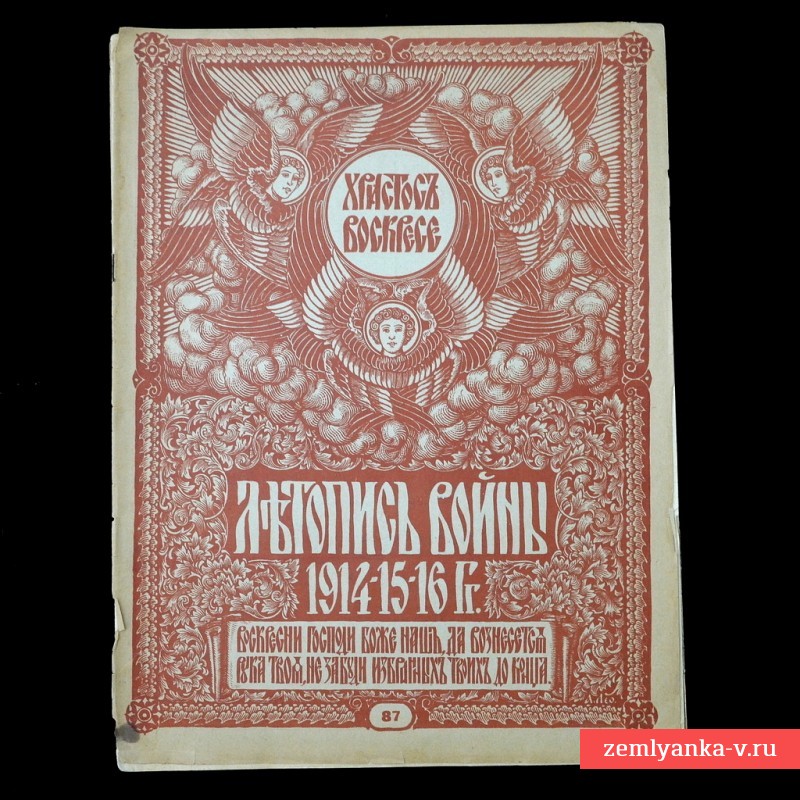 Христосъ
Воскресе
Лѣтопись войны
1914-15-16 Гг.
Воскресни Господи Боже нашъ, да вознесется
рука твоя, не забуди твоихъ до конца.
87
zemlyanka-v.ru